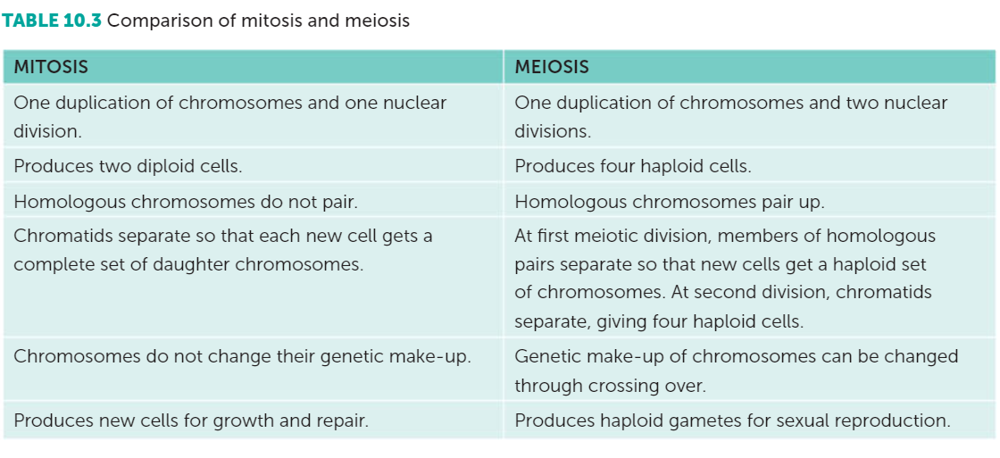 TABLE 10.3 Comparison of mitosis and meiosis
MITOSIS
MEIOSIS
One duplication of chromosomes and one nuclear
division.
One duplication of chromosomes and two nuclear
divisions.
Produces two diploid cells.
Produces four haploid cells.
Homologous chromosomes do not pair.
Homologous chromosomes pair up.
Chromatids separate so that each new cell gets a
complete set of daughter chromosomes.
At first meiotic division, members of homologous
pairs separate so that new cells get a haploid set
of chromosomes. At second division, chromatids
separate, giving four haploid cells.
Chromosomes do not change their genetic make-up.
Genetic make-up of chromosomes can be changed
through crossing over.
Produces new cells for growth and repair.
Produces haploid gametes for sexual reproduction.